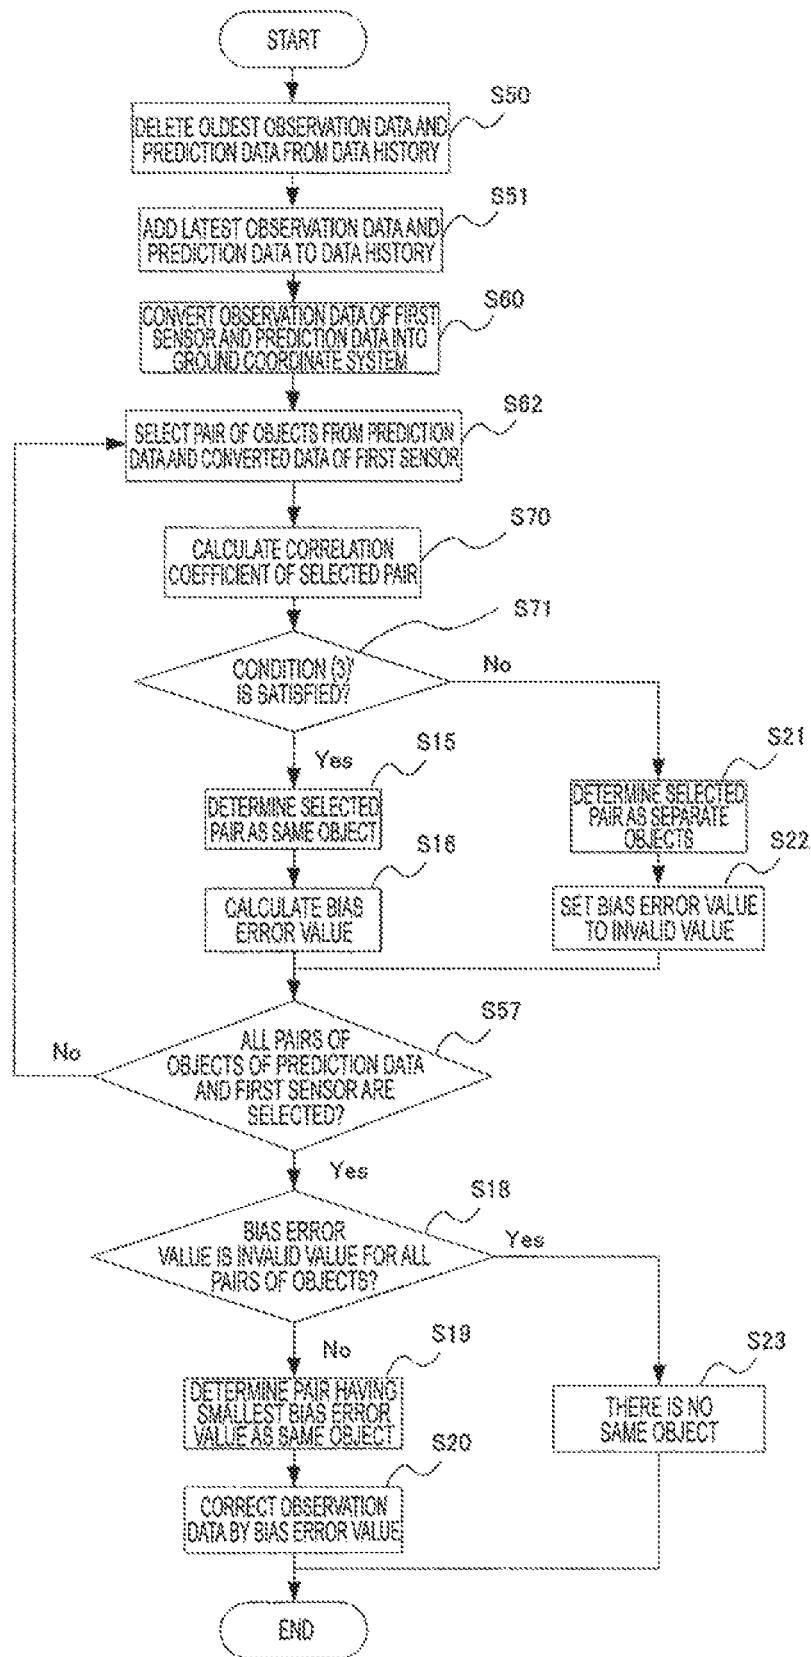 START
S50
DELETE OLDEST OBSERVATION DATA AND
PREDICTION DATA FROM DATA HISTORY
S51
ADD LATEST OBSERVATION DATA AND
PREDICTION DATA TO DATA HISTORY
S60
CONVERT OBSERVATION DATA OF FIRST
SENSOR AND PREDICTION DATA INTO
GROUND COORDINATE SYSTEM
S62
SELECT PAIR OF OBJECTS FROM PREDICTION
DATA AND CONVERTED DATA OF FIRST SENSOR
S70
CALCULATE CORRELATION
COEFFICIENT OF SELECTED PAIR
S71
CONDITION (3)'
IS SATISFIED?
No
Yes
S15
DETERMINE SELECTED
PAIR AS SAME OBJECT
S21
DETERMINE SELECTED
PAIR AS SEPARATE
OBJECTS
S16
CALCULATE BIAS
ERROR VALUE
S22
SET BIAS ERROR VALUE
TO INVALID VALUE
S57
ALL PAIRS OF
OBJECTS OF PREDICTION DATA
AND FIRST SENSOR ARE
SELECTED?
No
Yes
S18
BIAS ERROR
VALUE IS INVALID VALUE FOR ALL
PAIRS OF OBJECTS?
Yes
No
S19
DETERMINE PAIR HAVING
SMALLEST BIAS ERROR
VALUE AS SAME OBJECT
S23
THERE IS NO
SAME OBJECT
S20
CORRECT OBSERVATION
DATA BY BIAS ERROR VALUE
END